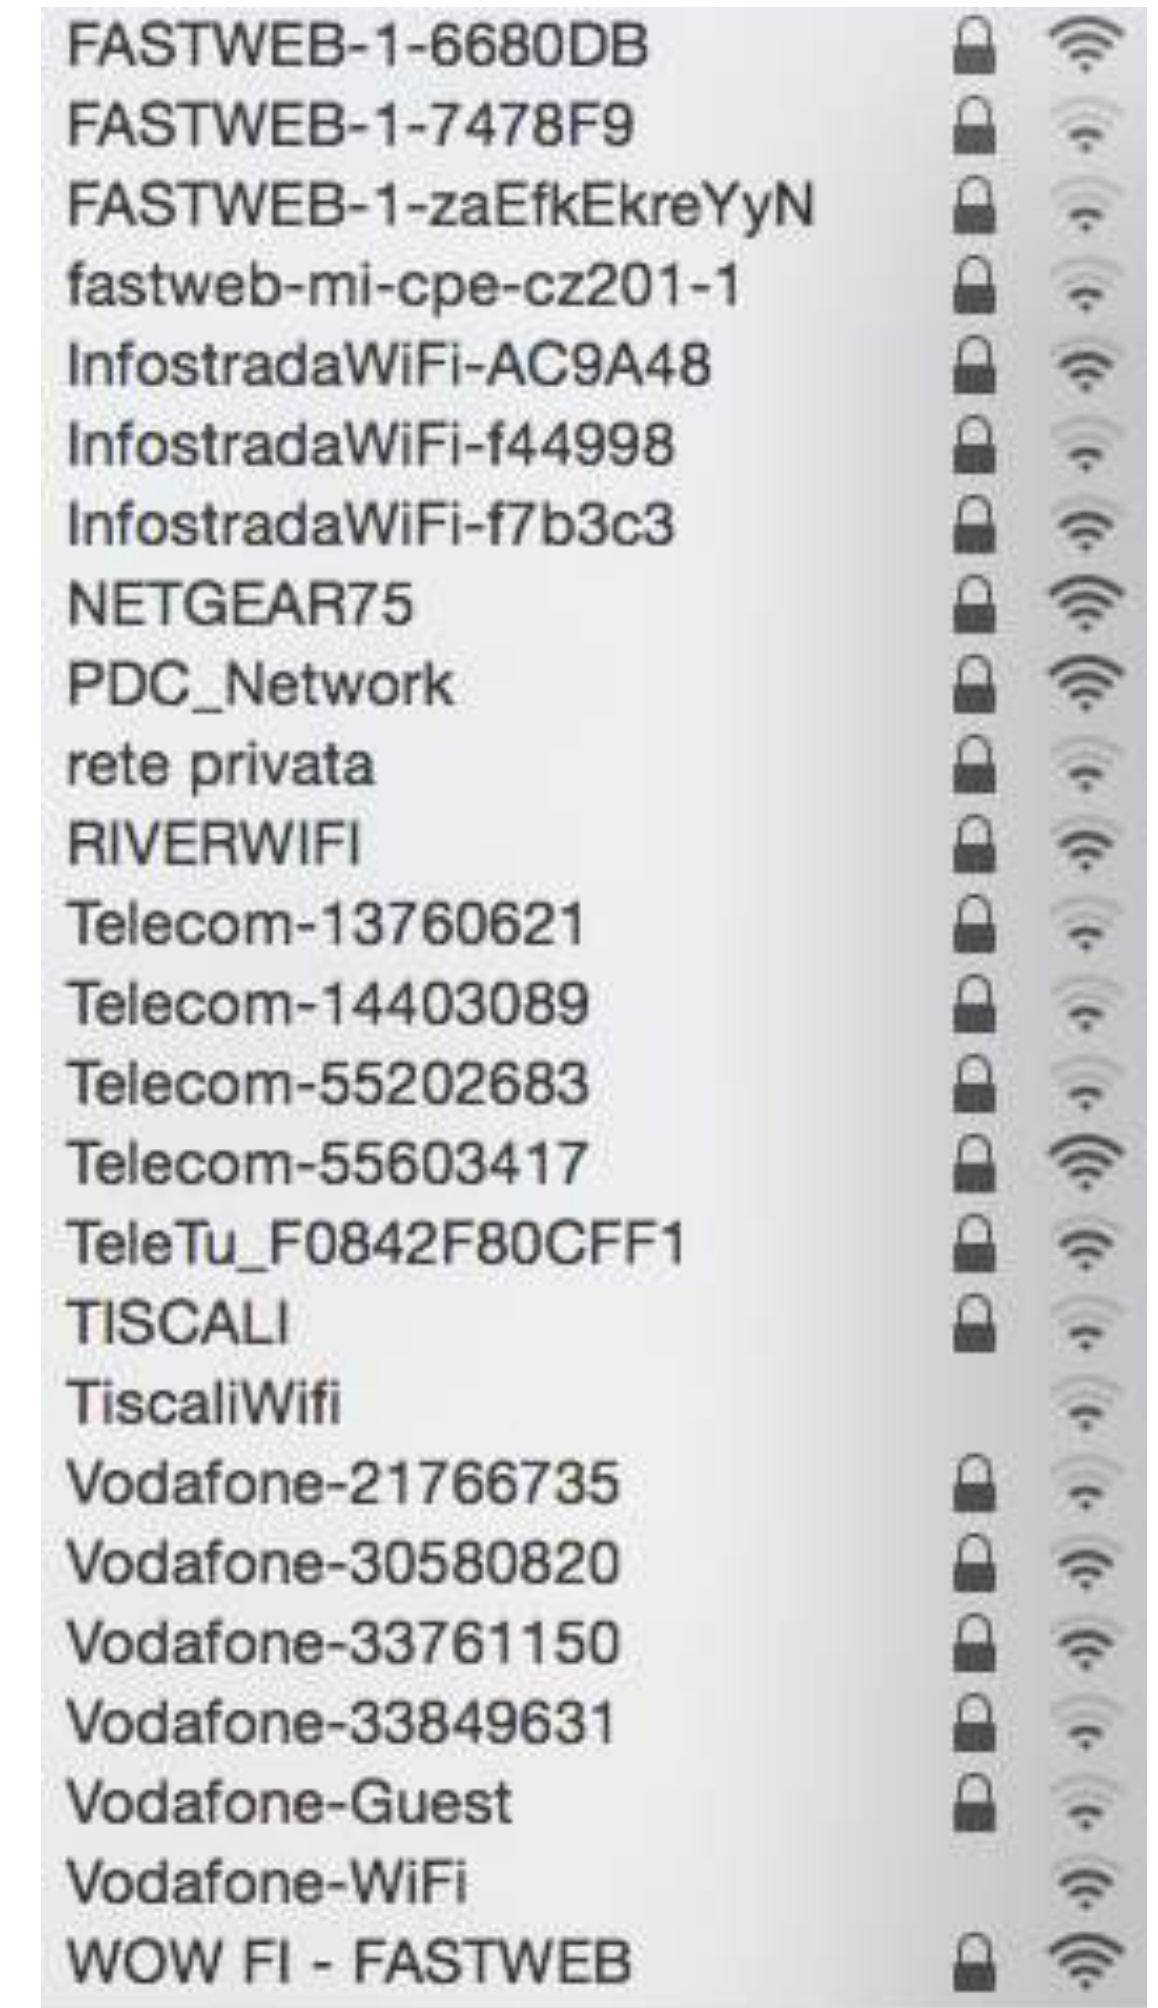 FASTWEB-1-6680DB
FASTWEB-1-7478F9
FASTWEB-1-zaEfkEkreYyN
fastweb-mi-cpe-cz201-1
InfostradaWiFi-AC9A48
InfostradaWiFi-f44998
InfostradaWiFi-f7b3c3
NETGEAR75
PDC_Network
rete privata
RIVERWIFI
Telecom-13760621
Telecom-14403089
Telecom-55202683
Telecom-55603417
TeleTu_F0842F80CFF1
TISCALI
TiscaliWifi
Vodafone-21766735
Vodafone-30580820
Vodafone-33761150
Vodafone-33849631
Vodafone-Guest
Vodafone-WiFi
WOW FI - FASTWEB